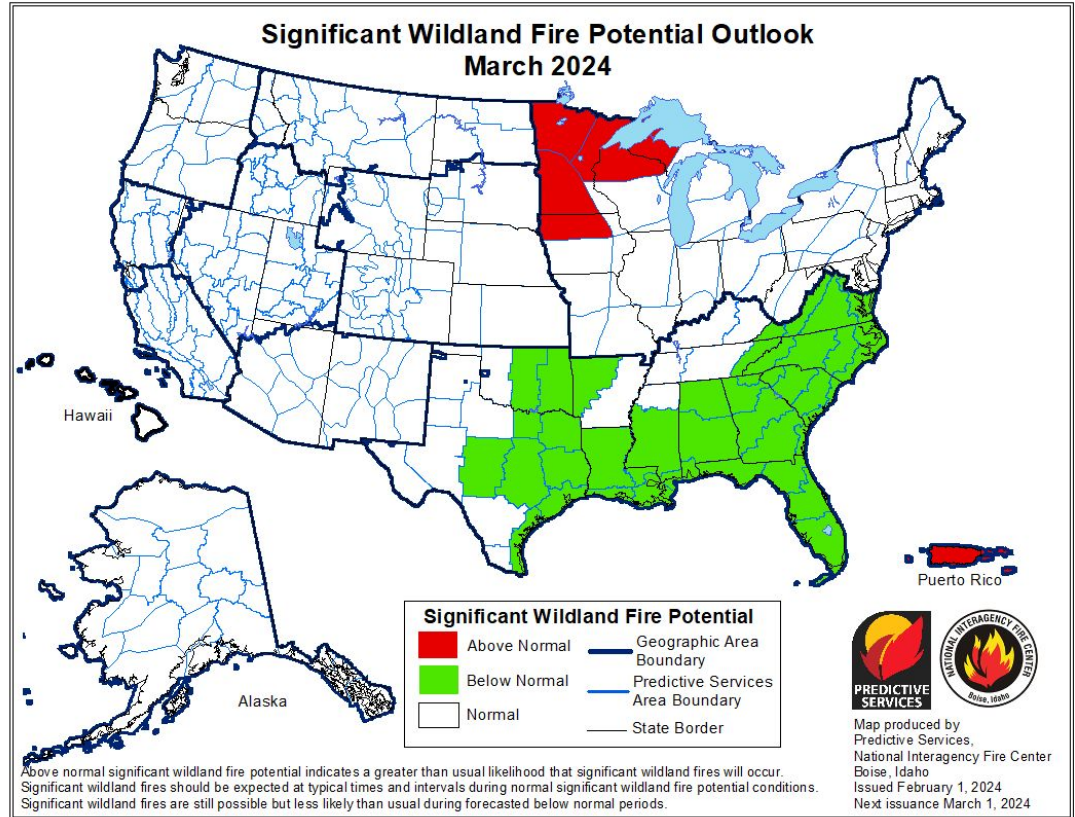 Significant Wildland Fire Potential Outlook
March 2024
Hawaii
Alaska
Puerto Rico
Significant Wildland Fire Potential
Above Normal
Below Normal
Normal
Geographic Area
Boundary
Predictive Services
Area Boundary
State Border
PREDICTIVE
SERVICES
NATIONAL INTERAGENCY FIRE CENTER
Boise, Idaho
Map produced by
Predictive Services,
National Interagency Fire Center
Boise, Idaho
Issued February 1, 2024
Next issuance March 1, 2024
Above normal significant wildland fire potential indicates a greater than usual likelihood that significant wildland fires will occur.
Significant wildland fires should be expected at typical times and intervals during normal significant wildland fire potential conditions.
Significant wildland fires are still possible but less likely than usual during forecasted below normal periods.